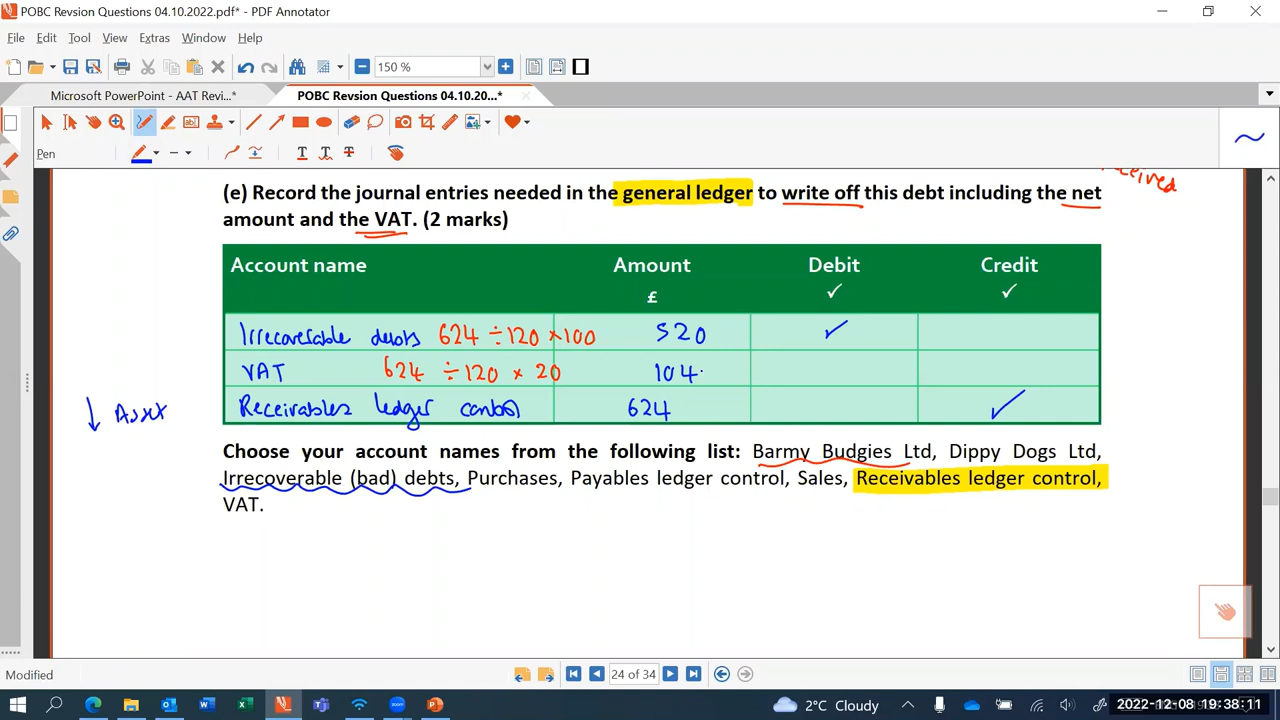 POBC Revsion Questions 04.10.2022.pdf* - PDF Annotator
File Edit Tool View Extras Window Help
150 %
Microsoft PowerPoint - AAT Revi...*
POBC Revsion Questions 04.10.20...*
Pen
received
(e) Record the journal entries needed in the general ledger to write off this debt including the net
amount and the VAT. (2 marks)
Account name Amount Debit Credit
£ ✓ ✓
Irrecoverable debts 624 ÷120 ×100 520 ✓
VAT 624 ÷120 × 20 104
Receivables ledger control 624 ✓
↓ Asset
Choose your account names from the following list: Barmy Budgies Ltd, Dippy Dogs Ltd,
Irrecoverable (bad) debts, Purchases, Payables ledger control, Sales, Receivables ledger control,
VAT.
Modified
24 of 34
2°C Cloudy
2022-12-08 19:38:11